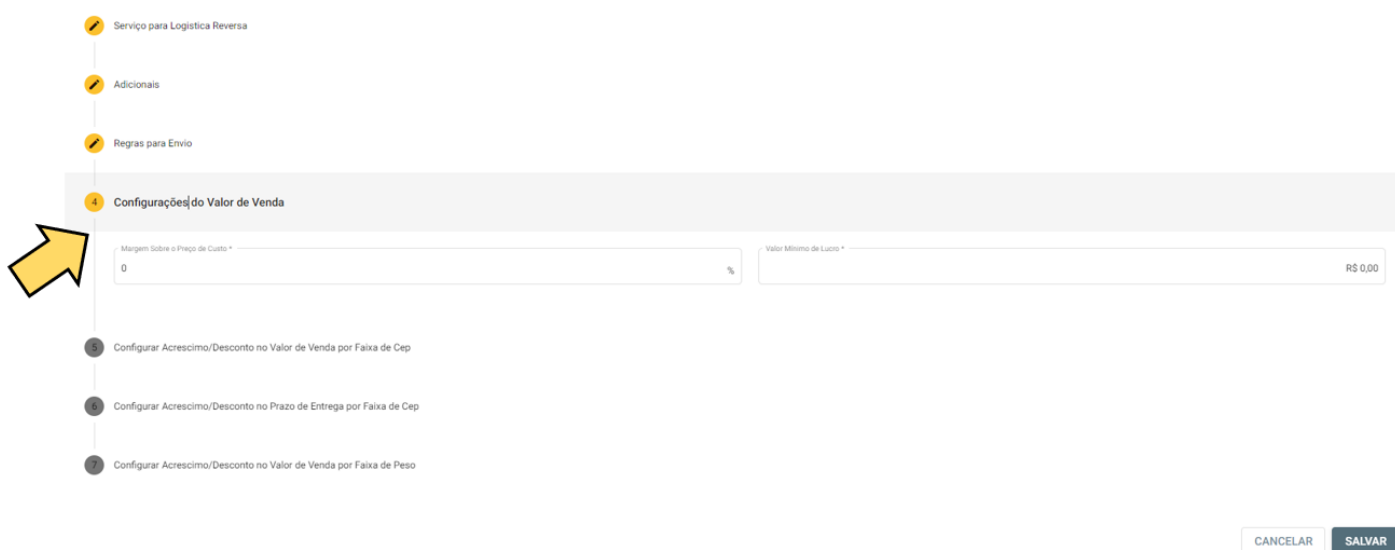 Serviço para Logistica Reversa
Adicionais
Regras para Envio
4 Configurações do Valor de Venda
Margem Sobre o Preço de Custo * Valor Mínimo de Lucro *
0 % R$ 0,00
5 Configurar Acrescimo/Desconto no Valor de Venda por Faixa de Cep
6 Configurar Acrescimo/Desconto no Prazo de Entrega por Faixa de Cep
7 Configurar Acrescimo/Desconto no Valor de Venda por Faixa de Peso
CANCELAR SALVAR